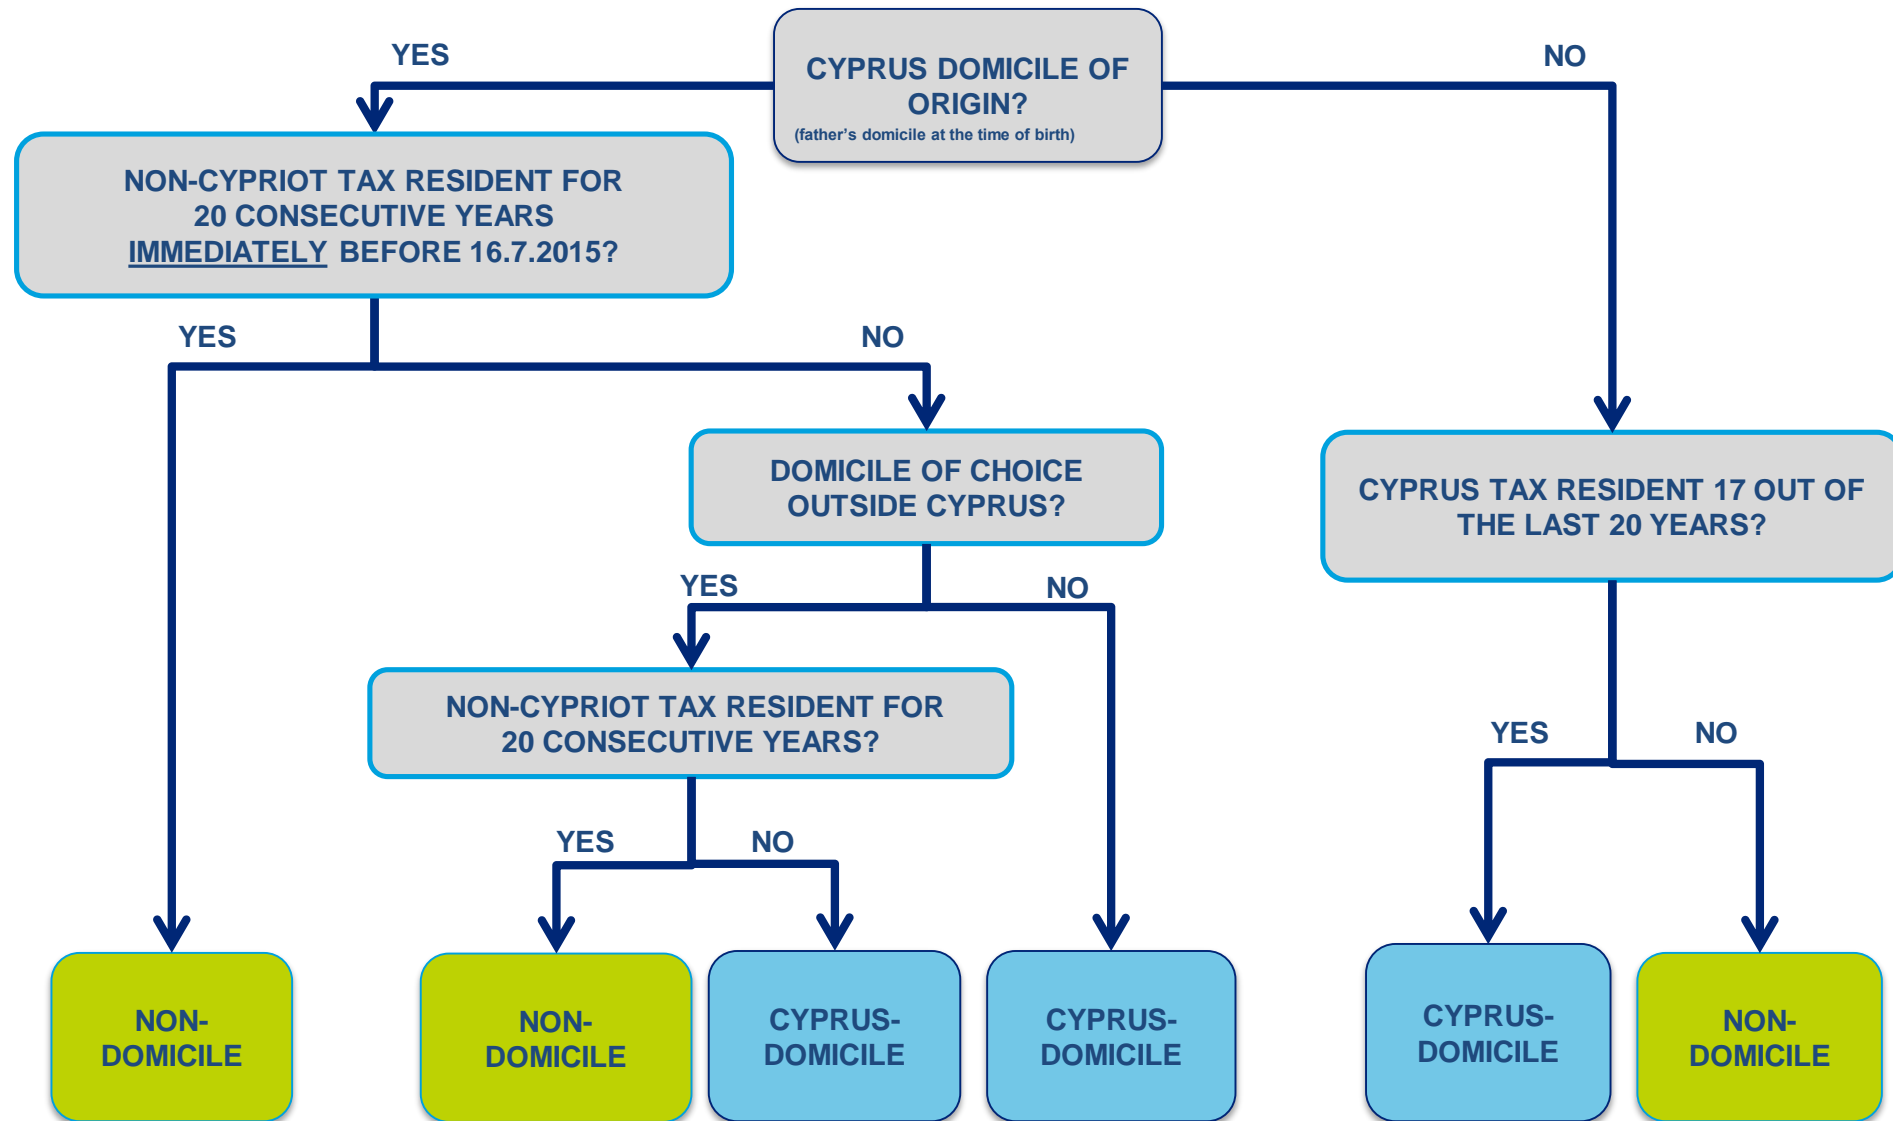 YES
CYPRUS DOMICILE OF
ORIGIN?
(father's domicile at the time of birth)
NO
NON-CYPRIOT TAX RESIDENT FOR
20 CONSECUTIVE YEARS
IMMEDIATELY BEFORE 16.7.2015?
YES
NO
DOMICILE OF CHOICE
OUTSIDE CYPRUS?
CYPRUS TAX RESIDENT 17 OUT OF
THE LAST 20 YEARS?
YES
NO
NON-CYPRIOT TAX RESIDENT FOR
20 CONSECUTIVE YEARS?
YES
NO
YES
NO
NON-
DOMICILE
NON-
DOMICILE
CYPRUS-
DOMICILE
CYPRUS-
DOMICILE
CYPRUS-
DOMICILE
NON-
DOMICILE